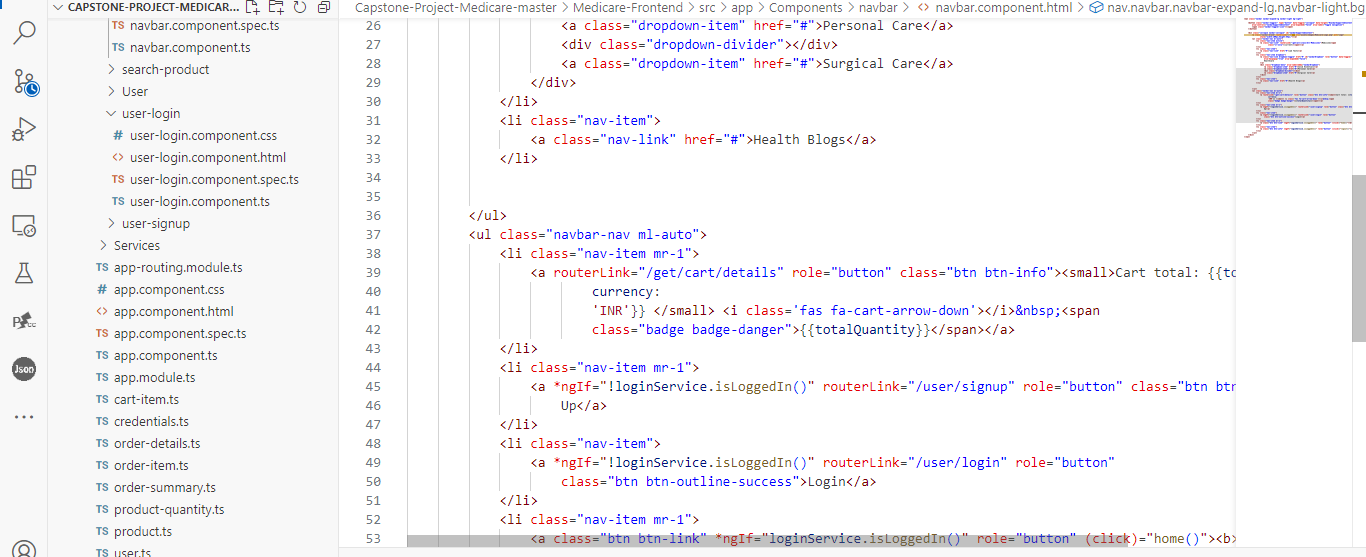 CAPSTONE-PROJECT-MEDICAR...
navbar.component.spec.ts
TS navbar.component.ts
search-product
User
user-login
# user-login.component.css
<> user-login.component.html
TS user-login.component.spec.ts
TS user-login.component.ts
user-signup
Services
TS app-routing.module.ts
# app.component.css
<> app.component.html
TS app.component.spec.ts
TS app.component.ts
TS app.module.ts
TS cart-item.ts
TS credentials.ts
TS order-details.ts
TS order-item.ts
TS order-summary.ts
TS product-quantity.ts
TS product.ts
TS user.ts
Json
Capstone-Project-Medicare-master > Medicare-Frontend > src > app > Components > navbar > <> navbar.component.html > nav.navbar.navbar-expand-lg.navbar-light.bg
26 <a class="dropdown-item" href="#">Personal Care</a>
27 <div class="dropdown-divider"></div>
28 <a class="dropdown-item" href="#">Surgical Care</a>
29 </div>
30 </li>
31 <li class="nav-item">
32 <a class="nav-link" href="#">Health Blogs</a>
33 </li>
34
35
36 </ul>
37 <ul class="navbar-nav ml-auto">
38 <li class="nav-item mr-1">
39 <a routerLink="/get/cart/details" role="button" class="btn btn-info"><small>Cart total: {{to
40 currency:
41 'INR'}} </small> <i class='fas fa-cart-arrow-down'></i>&nbsp;<span
42 class="badge badge-danger">{{totalQuantity}}</span></a>
43 </li>
44 <li class="nav-item mr-1">
45 <a *ngIf="!loginService.isLoggedIn()" routerLink="/user/signup" role="button" class="btn btn
46 Up</a>
47 </li>
48 <li class="nav-item">
49 <a *ngIf="!loginService.isLoggedIn()" routerLink="/user/login" role="button"
50 class="btn btn-outline-success">Login</a>
51 </li>
52 <li class="nav-item mr-1">
53 <a class="btn btn-link" *ngIf="loginService.isLoggedIn()" role="button" (click)="home()"><b>